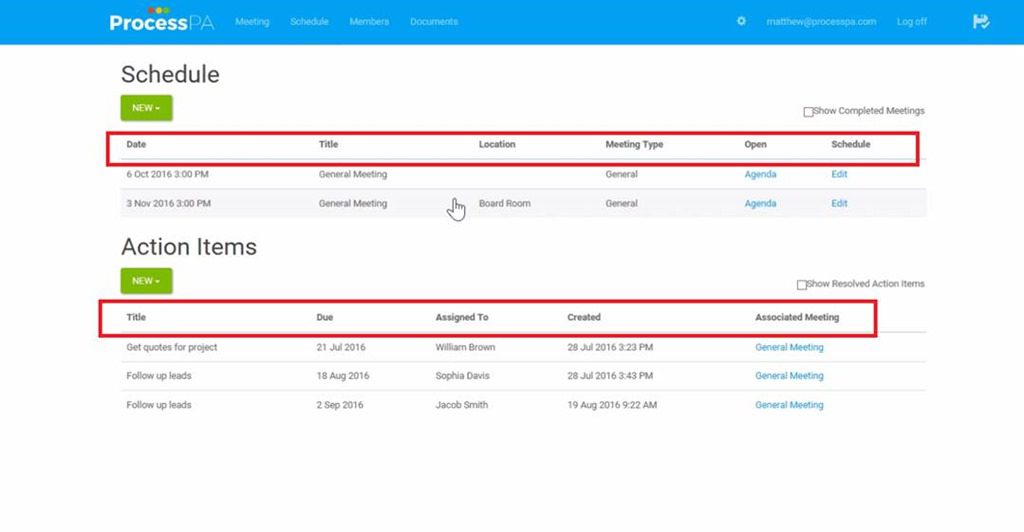 ProcessPA Meeting Schedule Members Documents matthew@processpa.com Log off
Schedule
NEW
Show Completed Meetings
Date Title Location Meeting Type Open Schedule
6 Oct 2016 3:00 PM General Meeting General Agenda Edit
3 Nov 2016 3:00 PM General Meeting Board Room General Agenda Edit
Action Items
NEW
Show Resolved Action Items
Title Due Assigned To Created Associated Meeting
Get quotes for project 21 Jul 2016 William Brown 28 Jul 2016 3:23 PM General Meeting
Follow up leads 18 Aug 2016 Sophia Davis 28 Jul 2016 3:43 PM General Meeting
Follow up leads 2 Sep 2016 Jacob Smith 19 Aug 2016 9:22 AM General Meeting